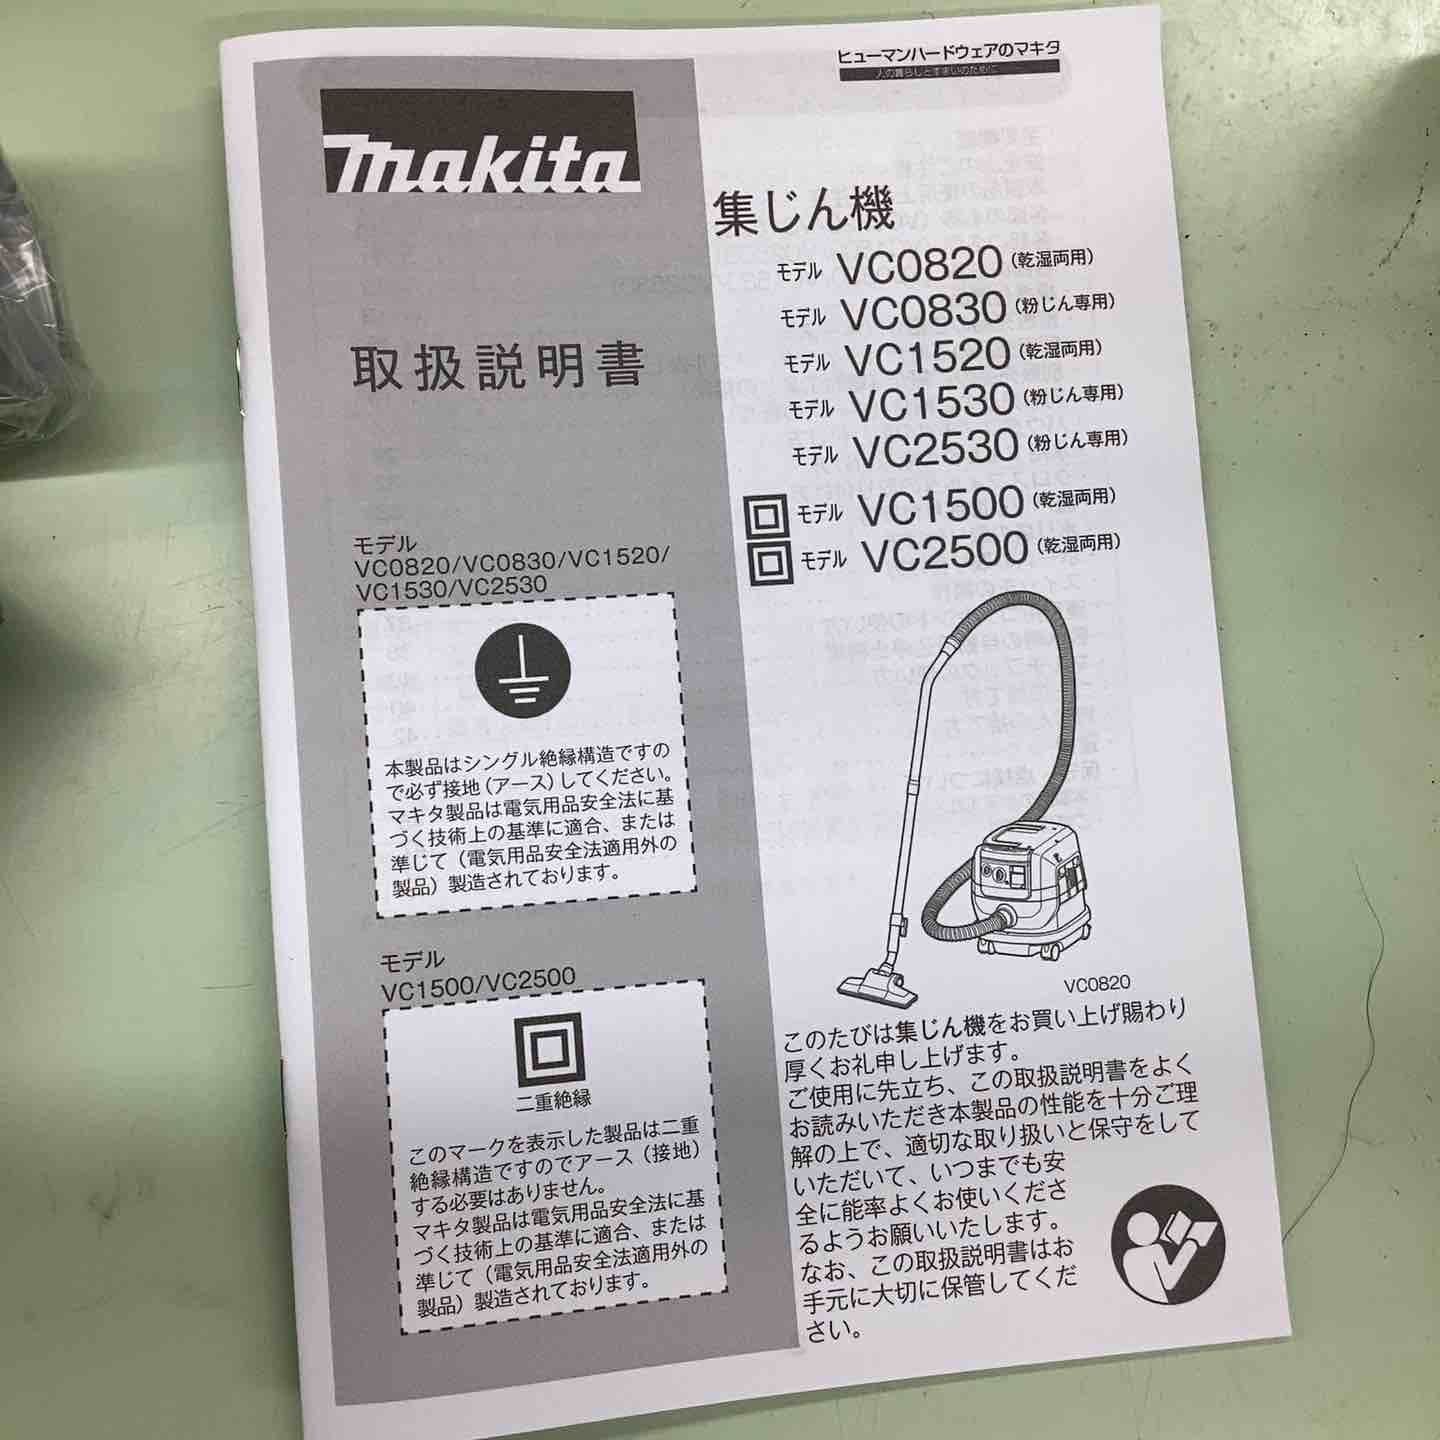 ヒューマンハードウェアのマキタ
人の暮らしとすまいのために
makita
取扱説明書
集じん機
モデル VC0820(乾湿両用)
モデル VC0830(粉じん専用)
モデル VC1520(乾湿両用)
モデル VC1530(粉じん専用)
モデル VC2530(粉じん専用)
モデル VC1500(乾湿両用)
モデル VC2500(乾湿両用)
モデル
VC0820/VC0830/VC1520/
VC1530/VC2530
本製品はシングル絶縁構造ですの
で必ず接地(アース)してください。
マキタ製品は電気用品安全法に基
づく技術上の基準に適合、または
準じて(電気用品安全法適用外の
製品)製造されております。
モデル
VC1500/VC2500
二重絶縁
このマークを表示した製品は二重
絶縁構造ですのでアース(接地)
する必要はありません。
マキタ製品は電気用品安全法に基
づく技術上の基準に適合、または
準じて(電気用品安全法適用外の
製品)製造されております。
VC0820
このたびは集じん機をお買い上げ賜わり
厚くお礼申し上げます。
ご使用に先立ち、この取扱説明書をよく
お読みいただき本製品の性能を十分ご理
解の上で、適切な取り扱いと保守をして
いただいて、いつまでも安
全に能率よくお使いくださ
るようお願いいたします。
なお、この取扱説明書はお
手元に大切に保管してくだ
さい。